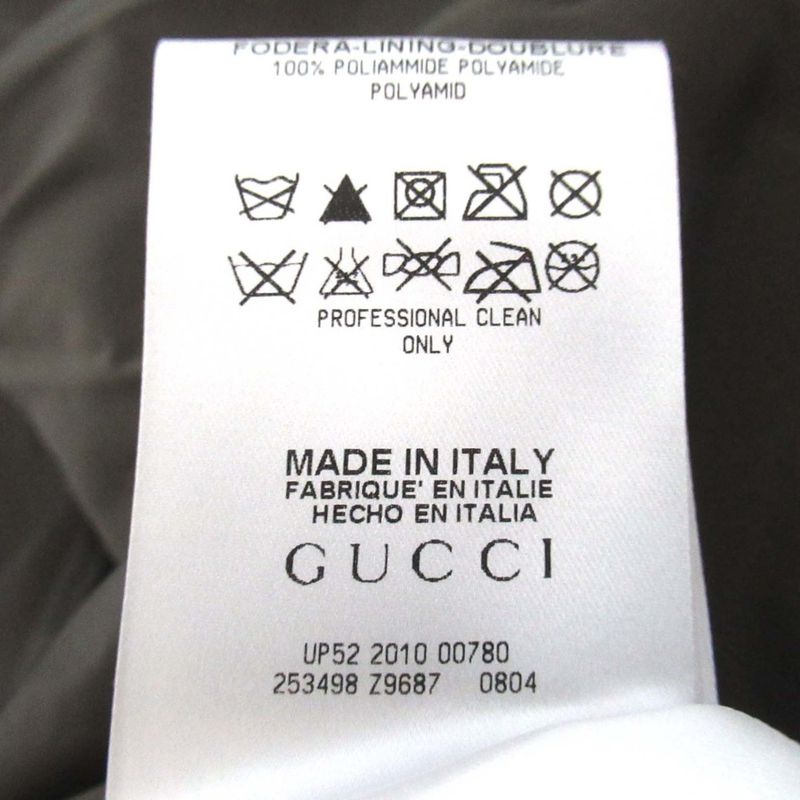 FODERA-LINING-DOUBLURE
100% POLIAMMIDE POLYAMIDE
POLYAMID
PROFESSIONAL CLEAN
ONLY
MADE IN ITALY
FABRIQUE' EN ITALIE
HECHO EN ITALIA
GUCCI
UP52 2010 00780
253498 Z9687 0804